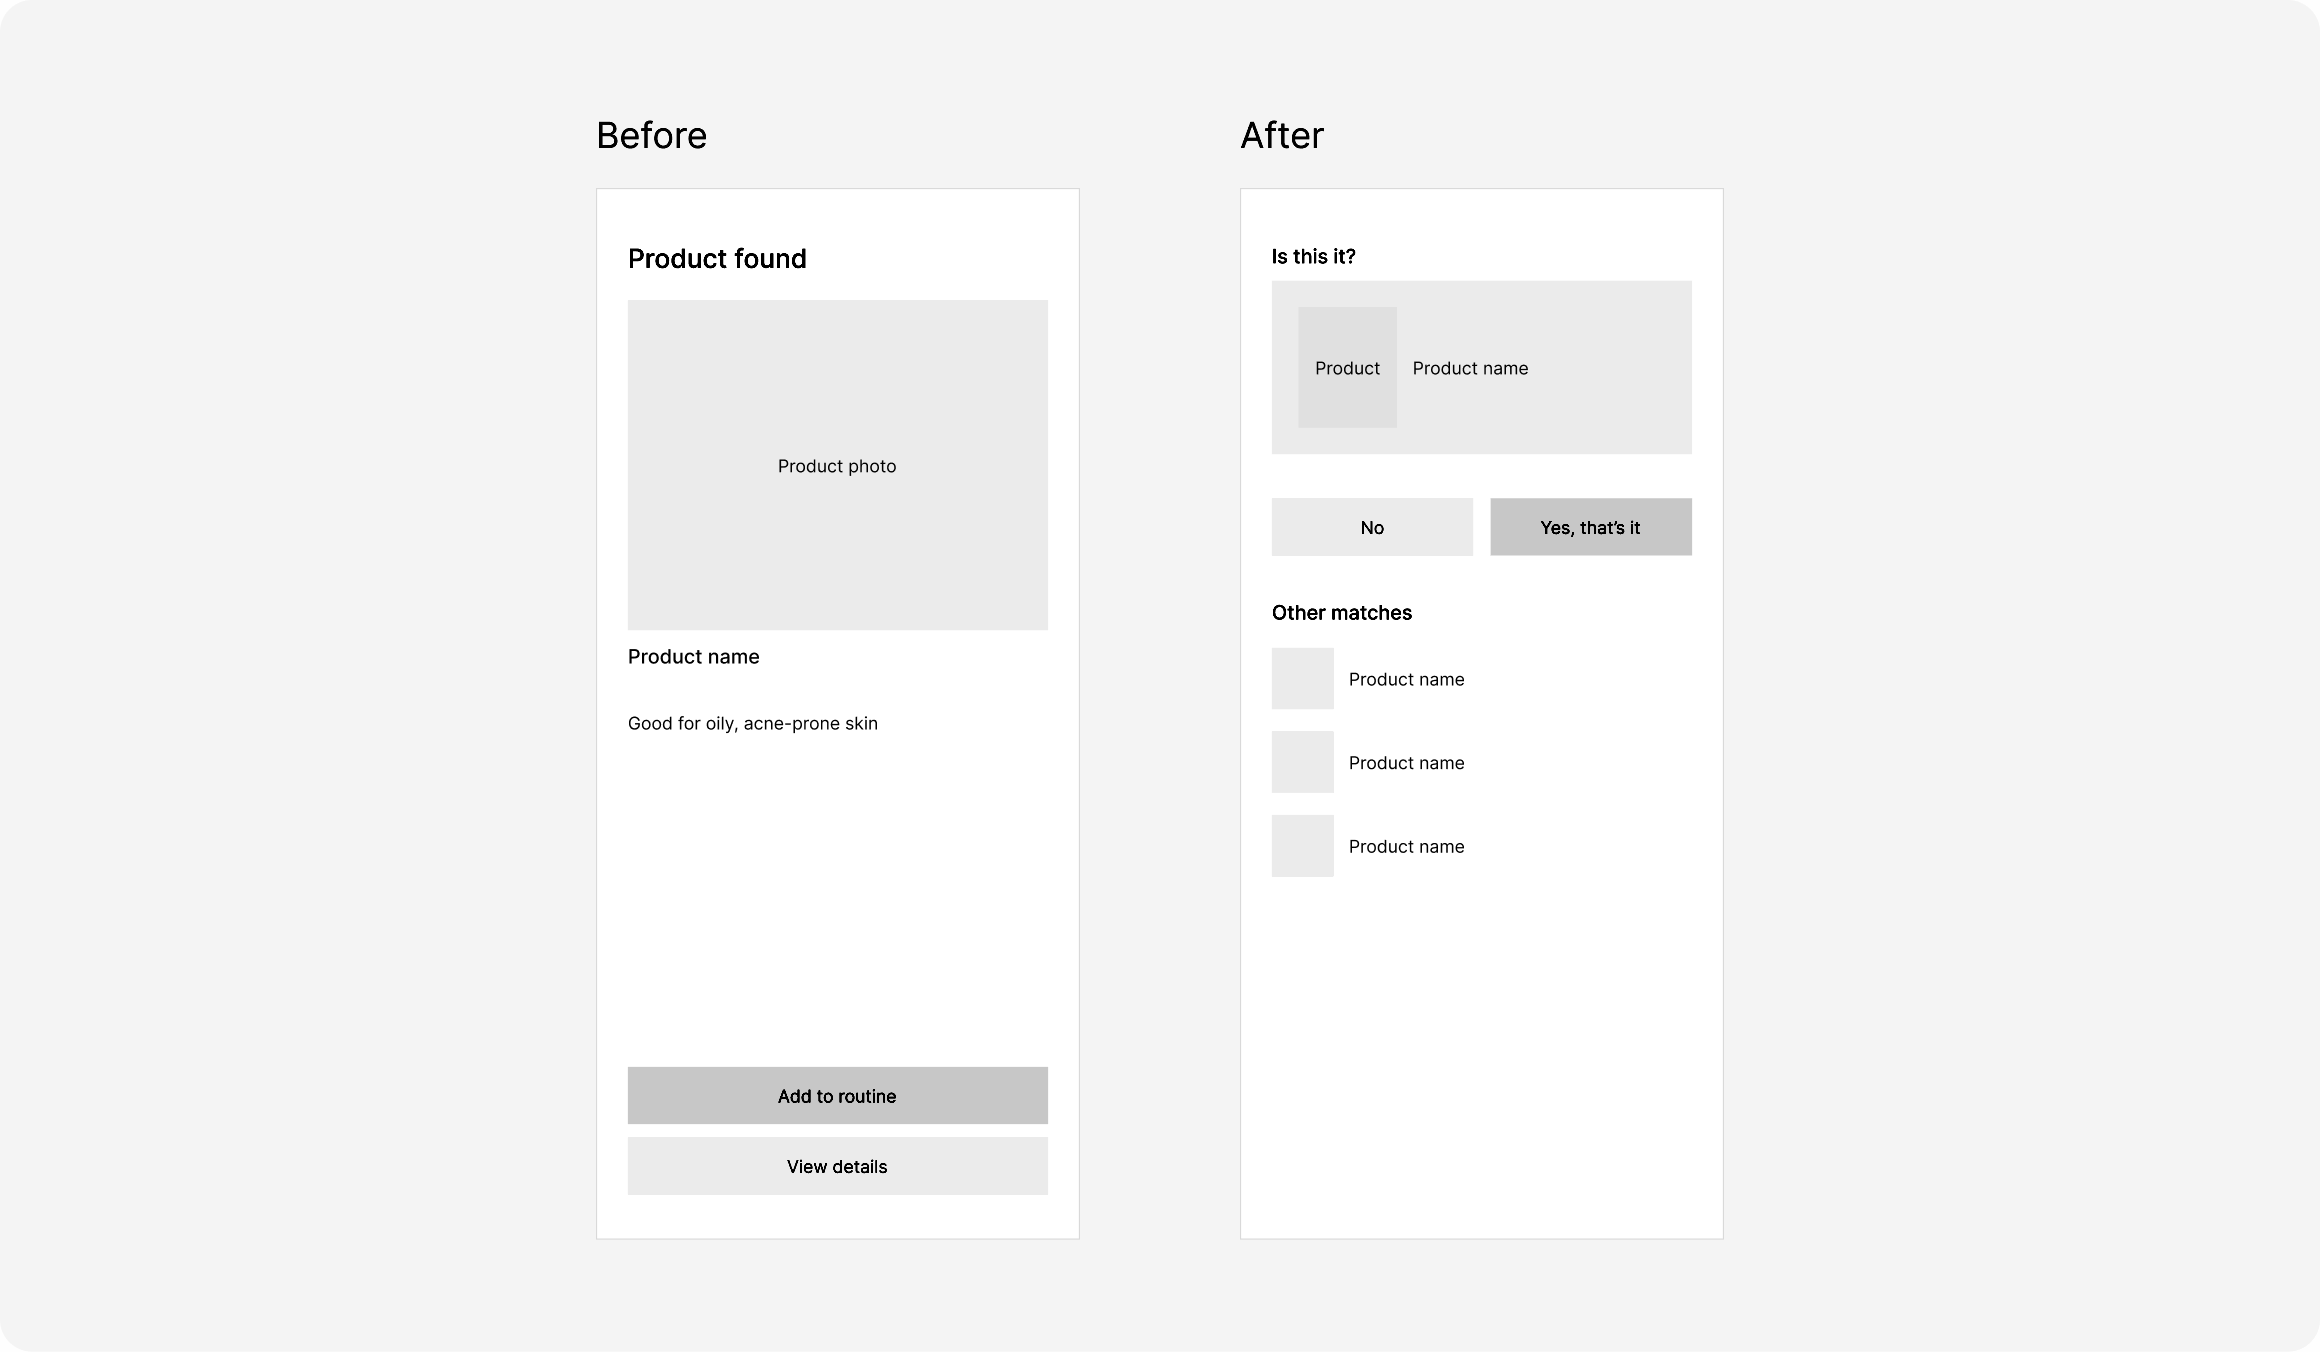 Before
Product found
Product photo
Product name
Good for oily, acne-prone skin
Add to routine
View details
After
Is this it?
Product
Product name
No
Yes, that’s it
Other matches
Product name
Product name
Product name